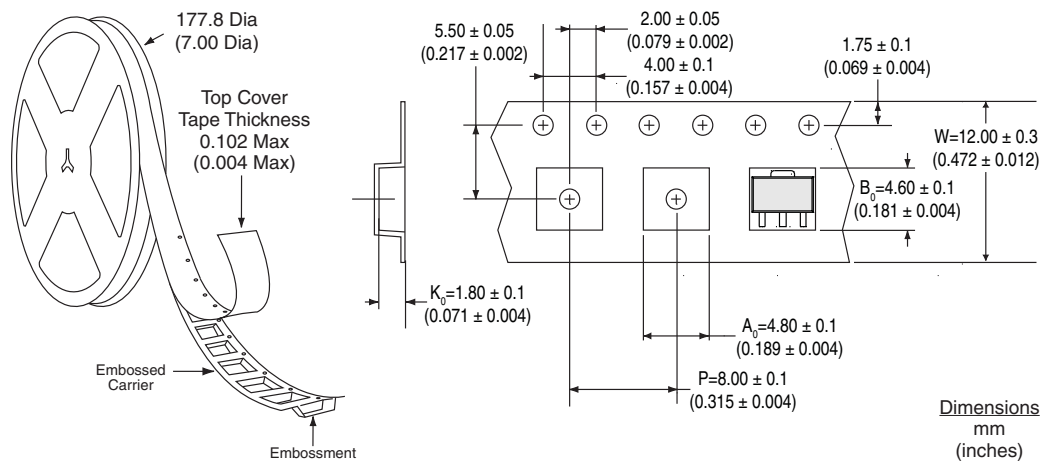 177.8 Dia
(7.00 Dia)
Top Cover
Tape Thickness
0.102 Max
(0.004 Max)
Embossed
Carrier
Embossment
5.50 ± 0.05
(0.217 ± 0.002)
2.00 ± 0.05
(0.079 ± 0.002)
4.00 ± 0.1
(0.157 ± 0.004)
1.75 ± 0.1
(0.069 ± 0.004)
W=12.00 ± 0.3
(0.472 ± 0.012)
B0=4.60 ± 0.1
(0.181 ± 0.004)
K0=1.80 ± 0.1
(0.071 ± 0.004)
A0=4.80 ± 0.1
(0.189 ± 0.004)
P=8.00 ± 0.1
(0.315 ± 0.004)
Dimensions
mm
(inches)